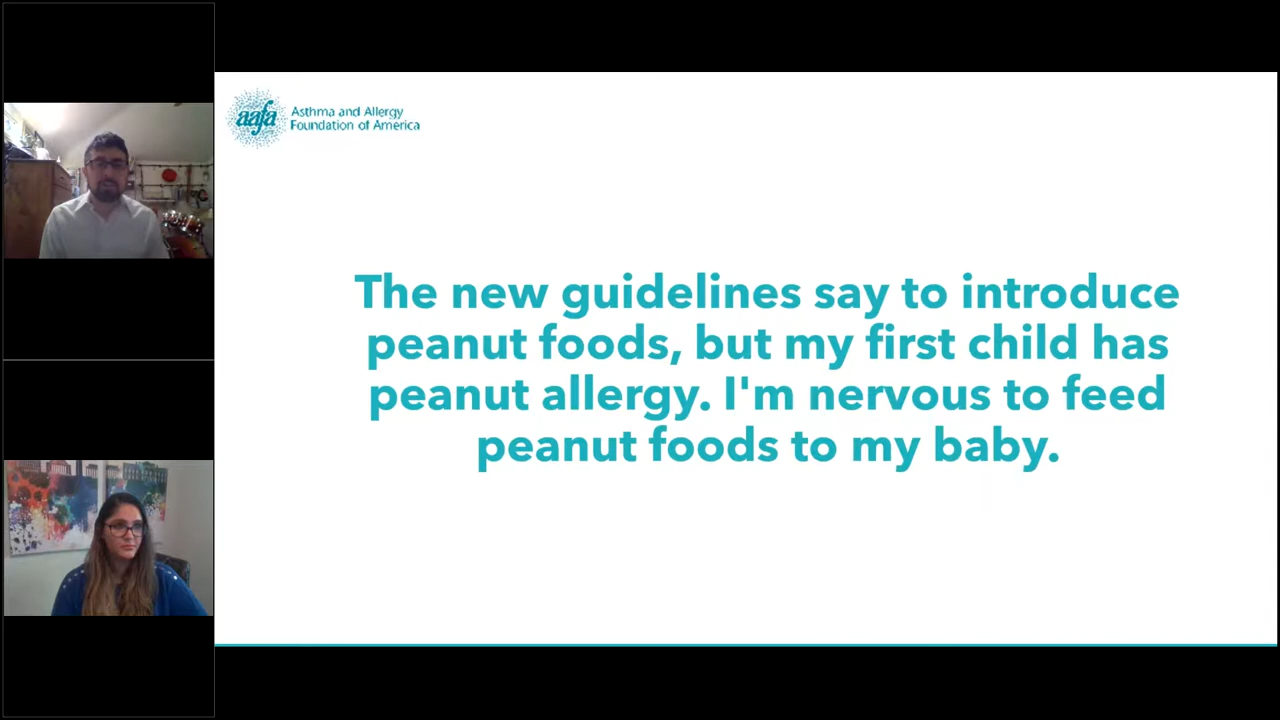 aafa
Asthma and Allergy
Foundation of America
The new guidelines say to introduce
peanut foods, but my first child has
peanut allergy. I'm nervous to feed
peanut foods to my baby.